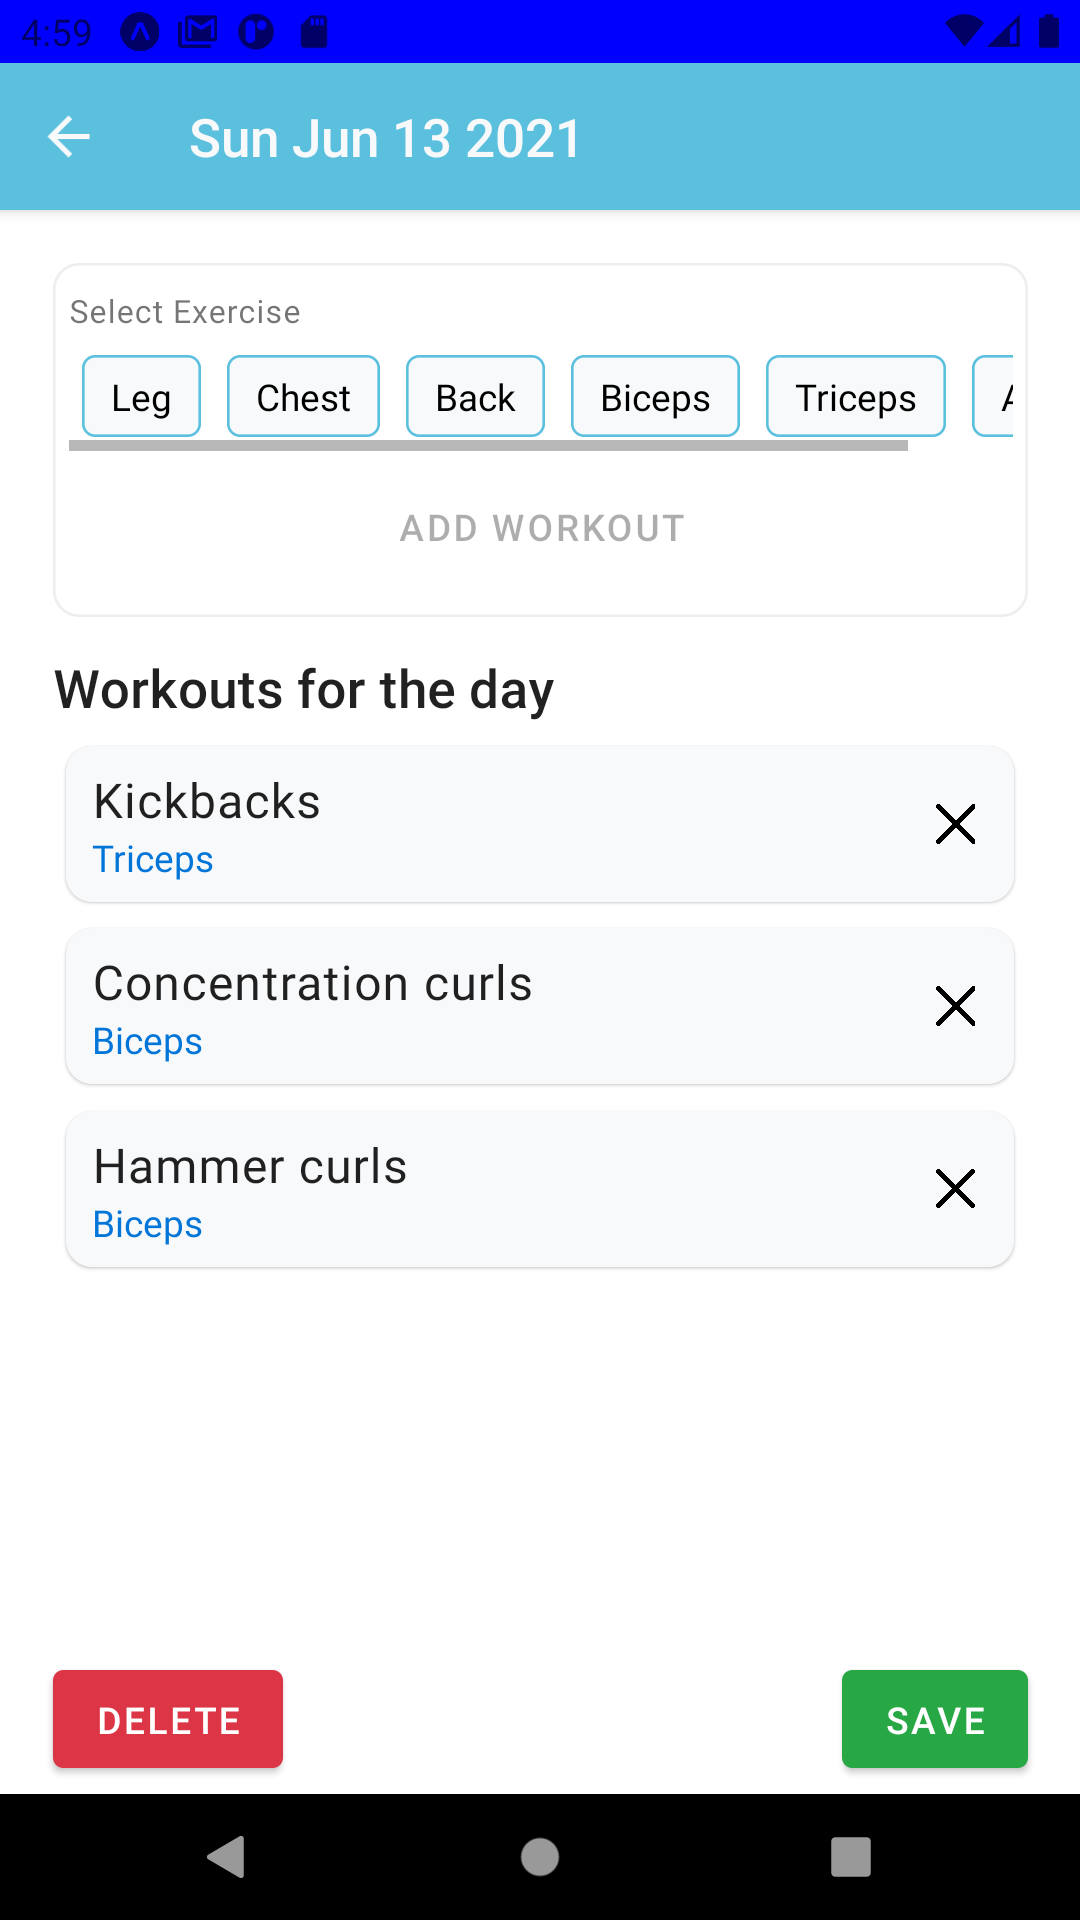 4:59
Sun Jun 13 2021
Select Exercise
Leg Chest Back Biceps Triceps A
ADD WORKOUT
Workouts for the day
Kickbacks
Triceps
Concentration curls
Biceps
Hammer curls
Biceps
DELETE SAVE